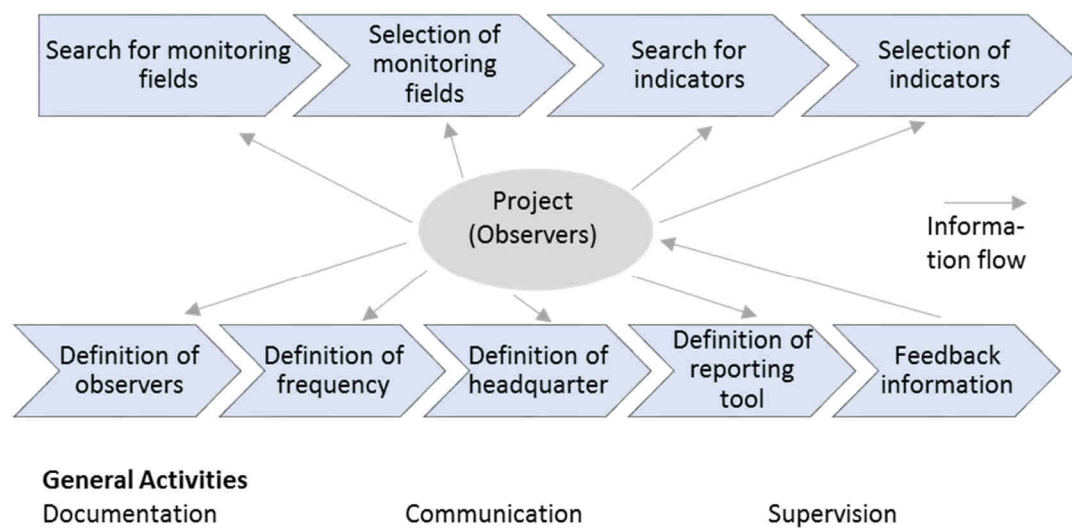 Search for monitoring
fields
Selection of
monitoring
fields
Search for
indicators
Selection of
indicators
Project
(Observers)
Informa-
tion flow
Definition of
observers
Definition of
frequency
Definition of
headquarter
Definition of
reporting
tool
Feedback
information
General Activities
Documentation
Communication
Supervision